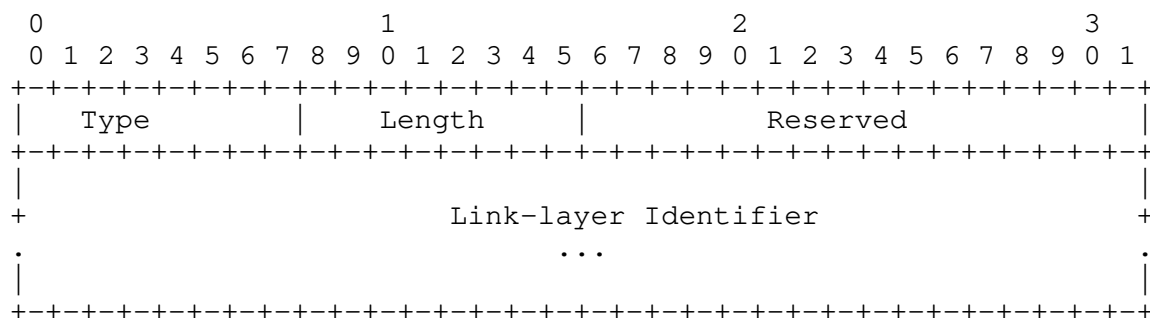 0                   1                   2                   3
 0 1 2 3 4 5 6 7 8 9 0 1 2 3 4 5 6 7 8 9 0 1 2 3 4 5 6 7 8 9 0 1
+-+-+-+-+-+-+-+-+-+-+-+-+-+-+-+-+-+-+-+-+-+-+-+-+-+-+-+-+-+-+-+-+
|   Type        |    Length     |          Reserved             |
+-+-+-+-+-+-+-+-+-+-+-+-+-+-+-+-+-+-+-+-+-+-+-+-+-+-+-+-+-+-+-+-+
|                                                               |
+                        Link-layer Identifier                  +
.                              ...                              .
|                                                               |
+-+-+-+-+-+-+-+-+-+-+-+-+-+-+-+-+-+-+-+-+-+-+-+-+-+-+-+-+-+-+-+-+